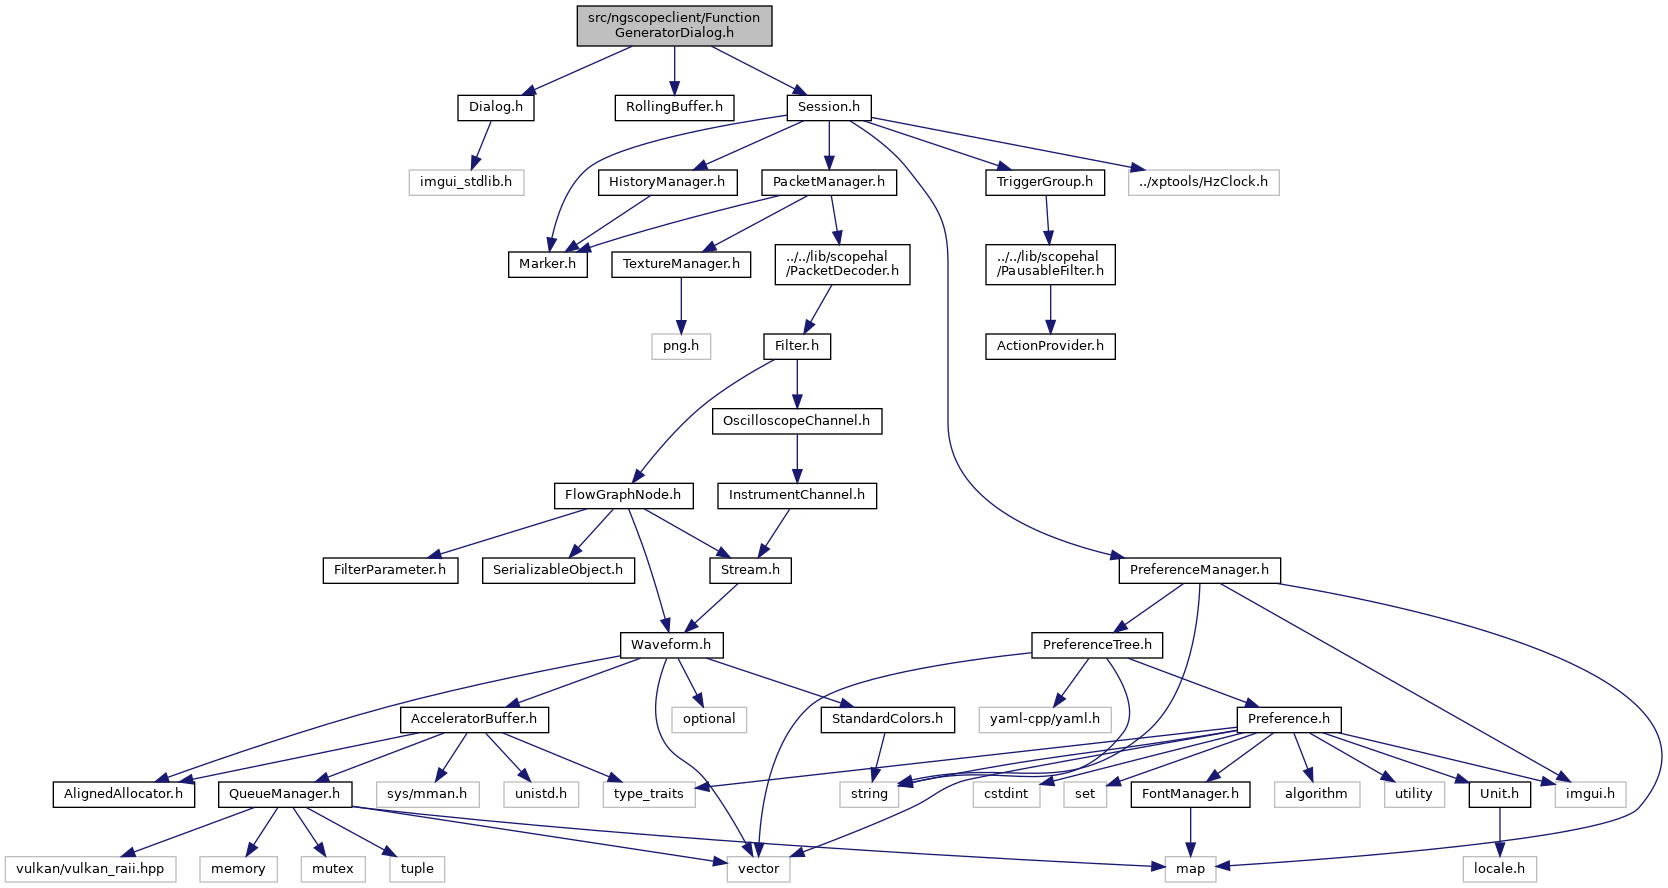 src/ngscopeclient/Function
GeneratorDialog.h
Dialog.h
RollingBuffer.h
Session.h
imgui_stdlib.h
HistoryManager.h
PacketManager.h
TriggerGroup.h
../xptools/HzClock.h
Marker.h
TextureManager.h
../../lib/scopehal
/PacketDecoder.h
../../lib/scopehal
/PausableFilter.h
png.h
Filter.h
ActionProvider.h
OscilloscopeChannel.h
FlowGraphNode.h
InstrumentChannel.h
FilterParameter.h
SerializableObject.h
Stream.h
PreferenceManager.h
Waveform.h
PreferenceTree.h
AcceleratorBuffer.h
optional
StandardColors.h
yaml-cpp/yaml.h
Preference.h
AlignedAllocator.h
QueueManager.h
sys/mman.h
unistd.h
type_traits
string
cstdint
set
FontManager.h
algorithm
utility
Unit.h
imgui.h
vulkan/vulkan_raii.hpp
memory
mutex
tuple
vector
map
locale.h